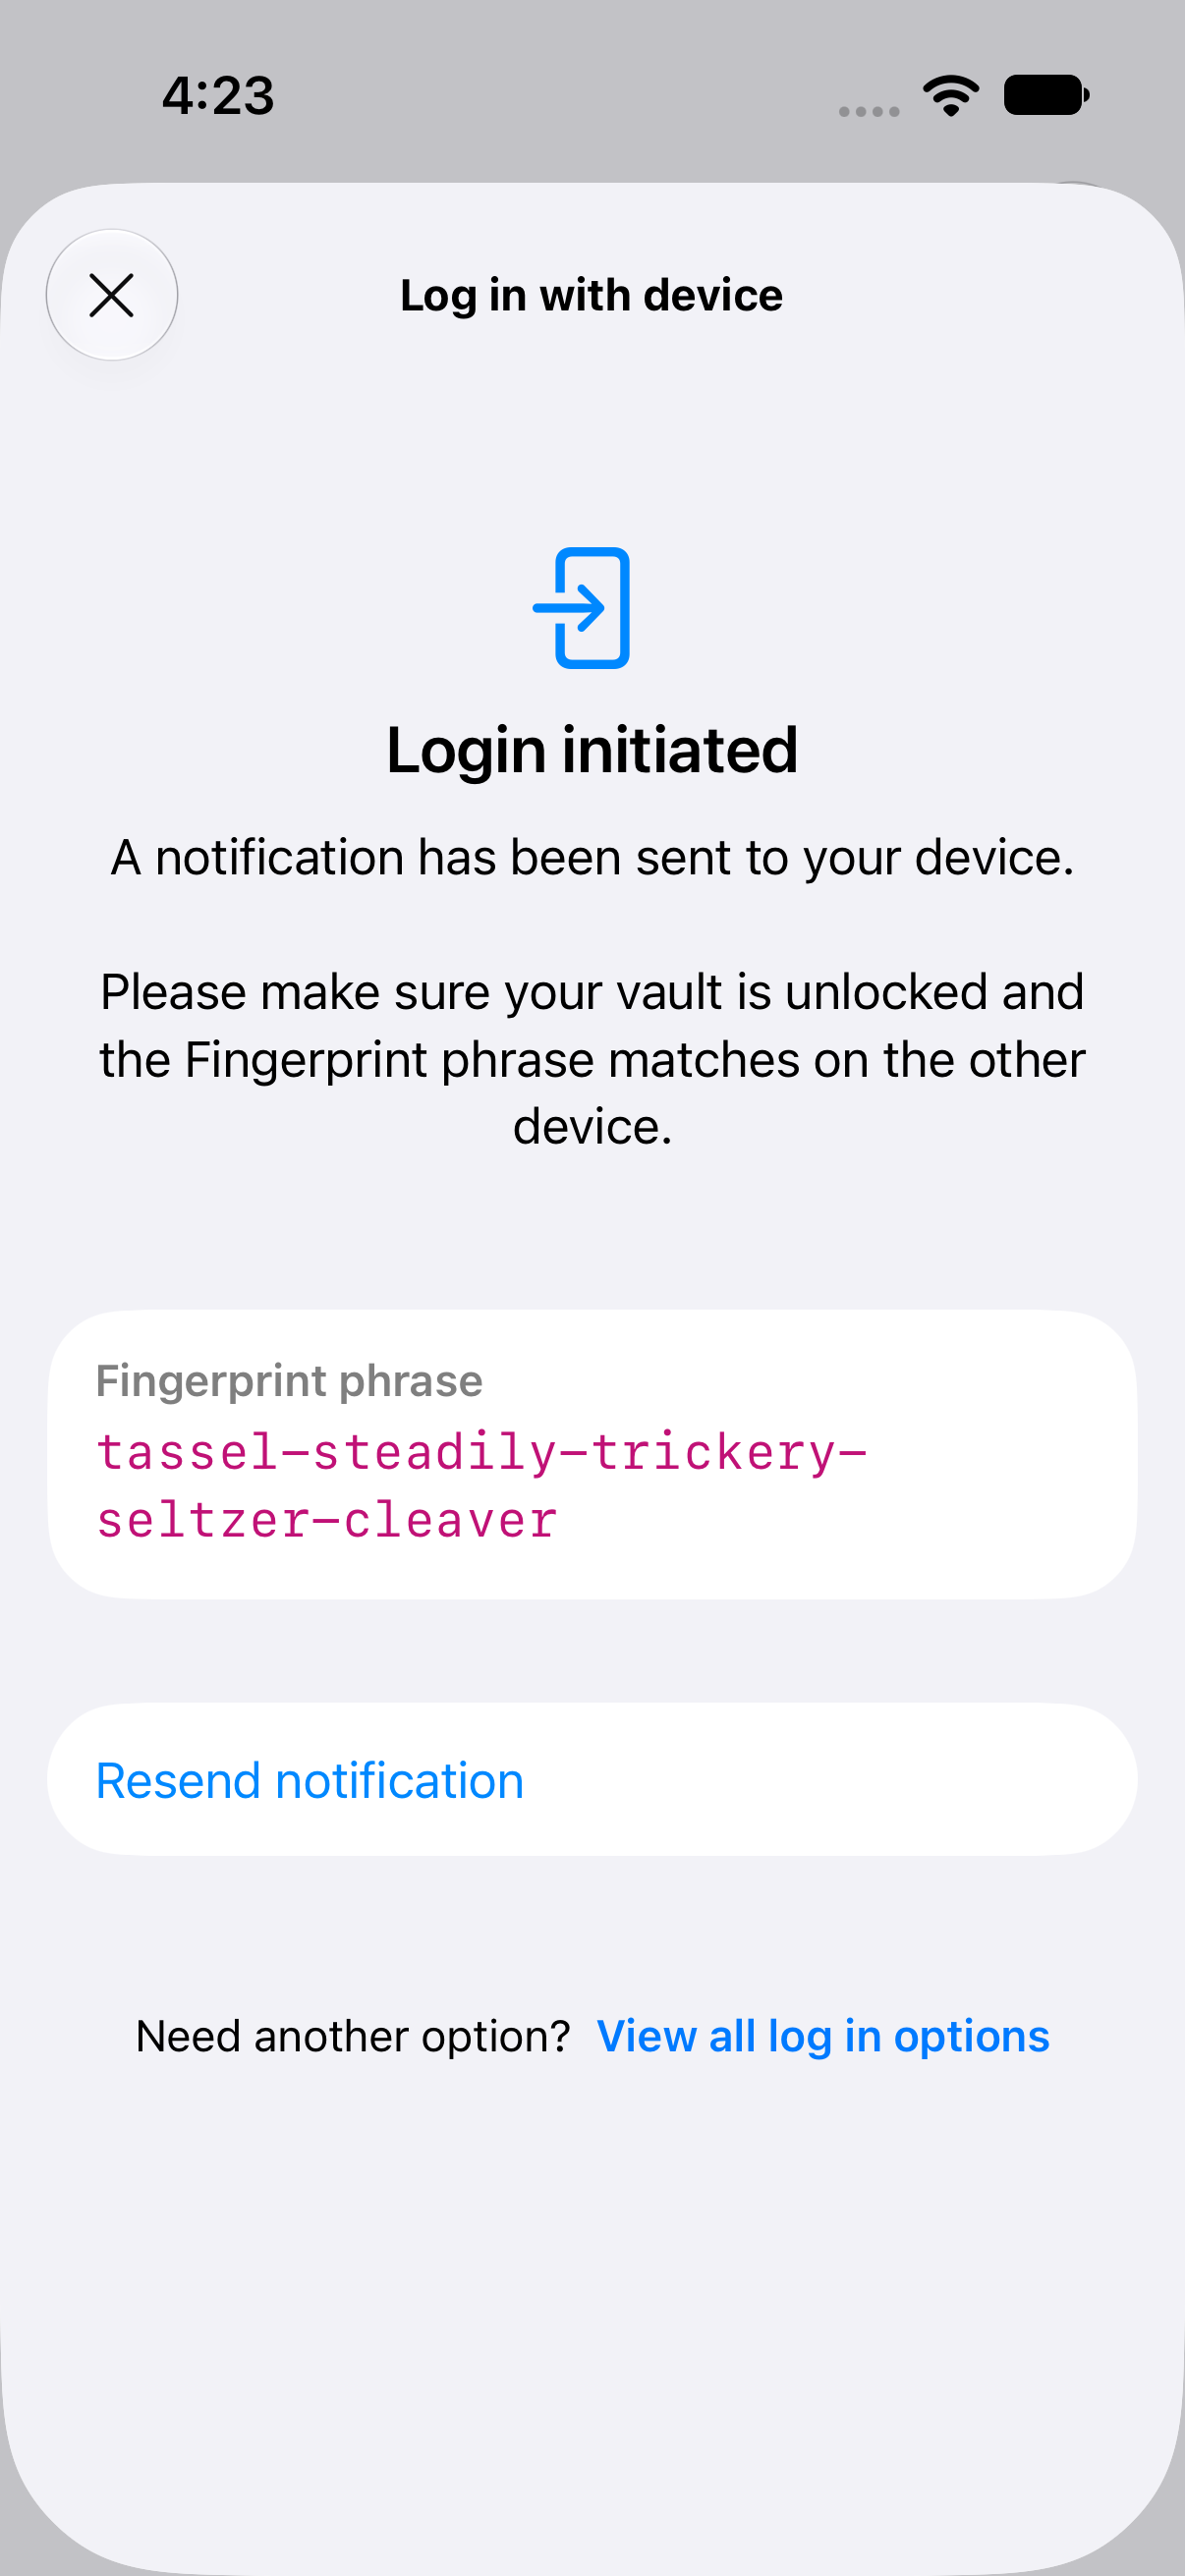 4:23
Log in with device
Login initiated
A notification has been sent to your device.
Please make sure your vault is unlocked and
the Fingerprint phrase matches on the other
device.
Fingerprint phrase
tassel-steadily-trickery-
seltzer-cleaver
Resend notification
Need another option? View all log in options